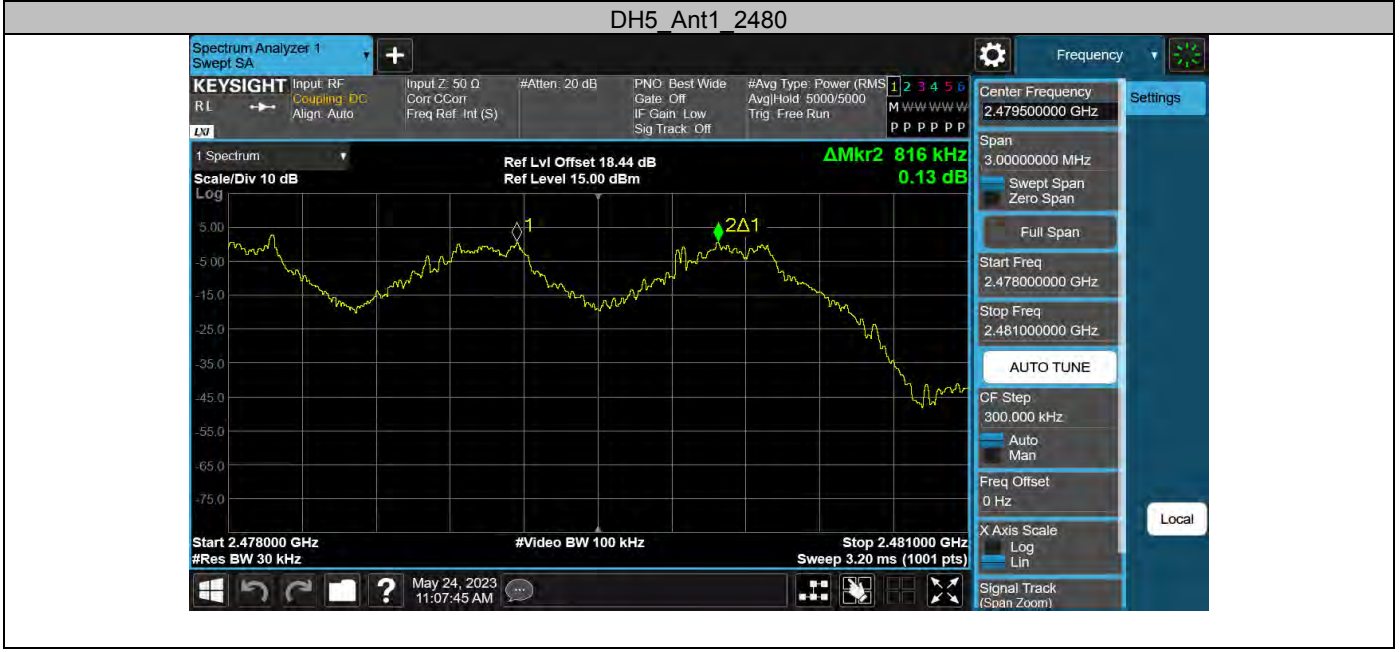 DH5_Ant1_2480
Spectrum Analyzer 1
Swept SA
+
Frequency
KEYSIGHT
RL
LXI
Input: RF
Coupling: DC
Align: Auto
Input Z: 50 Ω
Corr CCorr
Freq Ref: Int (S)
#Atten: 20 dB
PNO: Best Wide
Gate: Off
IF Gain: Low
Sig Track: Off
#Avg Type: Power (RMS
Avg|Hold: 5000/5000
Trig: Free Run
1 2 3 4 5 6
M W W W W W
P P P P P P
1 Spectrum
Scale/Div 10 dB
Log
Ref Lvl Offset 18.44 dB
Ref Level 15.00 dBm
ΔMkr2 816 kHz
0.13 dB
5.00
-5.00
-15.0
-25.0
-35.0
-45.0
-55.0
-65.0
-75.0
1
2Δ1
Start 2.478000 GHz
#Res BW 30 kHz
#Video BW 100 kHz
Stop 2.481000 GHz
Sweep 3.20 ms (1001 pts)
?
May 24, 2023
11:07:45 AM
Center Frequency
2.479500000 GHz
Span
3.00000000 MHz
Swept Span
Zero Span
Full Span
Start Freq
2.478000000 GHz
Stop Freq
2.481000000 GHz
AUTO TUNE
CF Step
300.000 kHz
Auto
Man
Freq Offset
0 Hz
X Axis Scale
Log
Lin
Signal Track
(Span Zoom)
Settings
Local